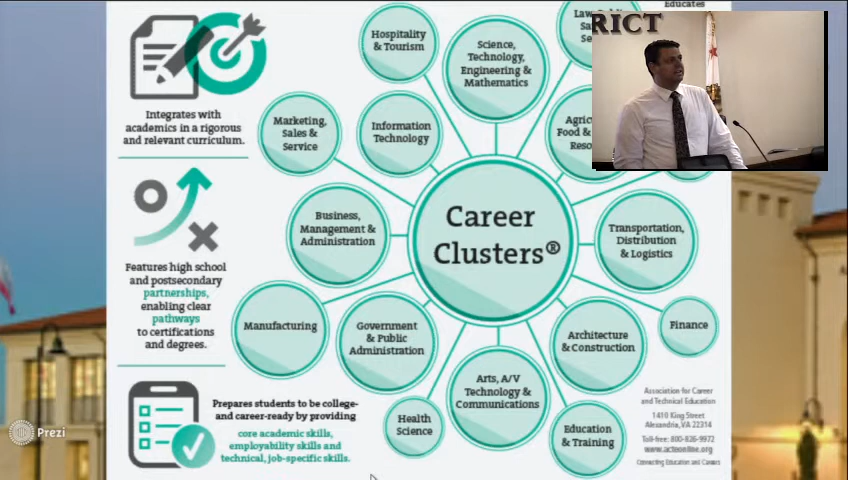 Educates
RICT
Hospitality
& Tourism
Science,
Technology,
Engineering &
Mathematics
Integrates with
academics in a rigorous
and relevant curriculum.
Marketing,
Sales &
Service
Information
Technology
Food &
Career
Clusters®
Business,
Management &
Administration
Transportation,
Distribution
& Logistics
Features high school
and postsecondary
partnerships,
enabling clear
pathways
to certifications
and degrees.
Manufacturing
Government
& Public
Administration
Architecture
& Construction
Finance
Arts, A/V
Technology &
Communications
Health
Science
Education
& Training
Prepares students to be college-
and career-ready by providing
core academic skills,
employability skills and
technical, job-specific skills.
Association for Career
and Technical Education
1410 King Street
Alexandria, VA 22314
Toll-free: 800-826-9972
www.acteonline.org
Connecting Education and Careers
Prezi